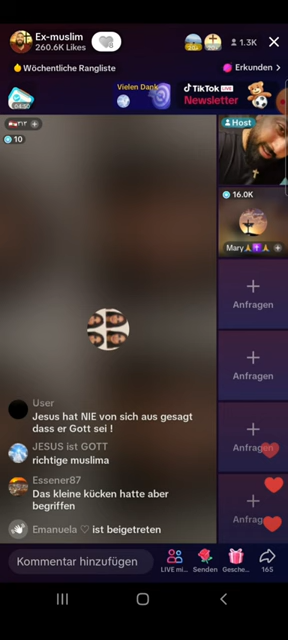 Ex-muslim
260.6K Likes
1.3K
Wöchentliche Rangliste
Erkunden >
Vielen Dank
TikTok LIVE
Newsletter
10
Host
16.0K
Mary
Anfragen
Anfragen
Anfragen
Anfragen
User
Jesus hat NIE von sich aus gesagt
dass er Gott sei !
JESUS ist GOTT
richtige muslima
Essener87
Das kleine kücken hatte aber
begriffen
Emanuela ♡ ist beigetreten
Kommentar hinzufügen
LIVE mi...
Senden
Gesche...
165